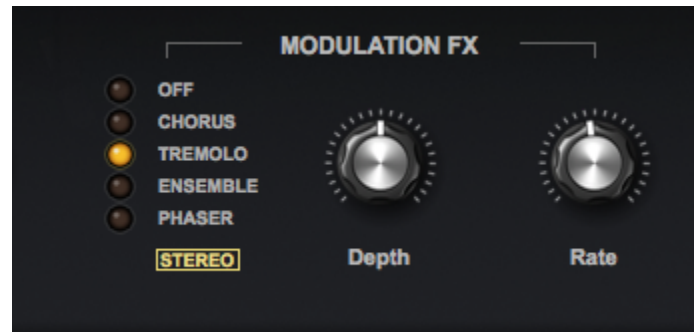 MODULATION FX
OFF
CHORUS
TREMOLO
ENSEMBLE
PHASER
STEREO
Depth
Rate